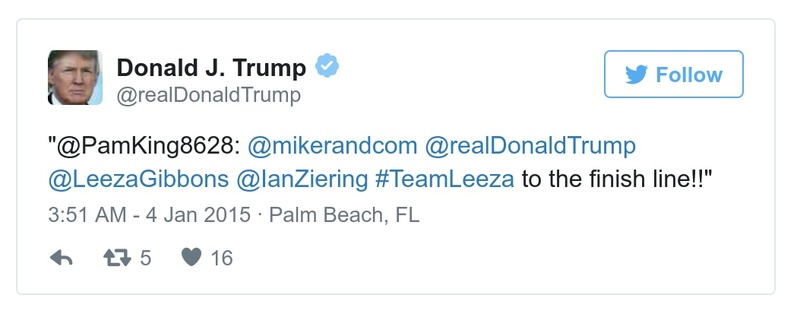 Donald J. Trump
Follow
@realDonaldTrump
"@PamKing8628: @mikerandcom @realDonaldTrump
@LeezaGibbons @IanZiering #TeamLeeza to the finish line!!"
3:51 AM - 4 Jan 2015 · Palm Beach, FL
5 16